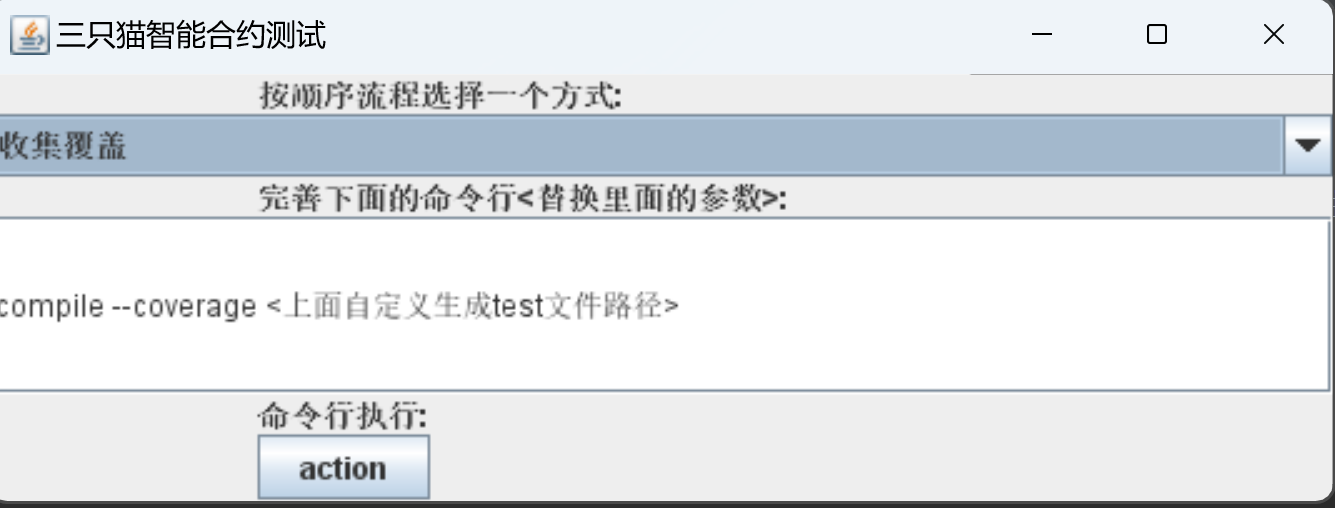 三只猫智能合约测试
按顺序流程选择一个方式:
收集覆盖
完善下面的命令行<替换里面的参数>:
compile --coverage <上面自定义生成test文件路径>
命令行执行:
action